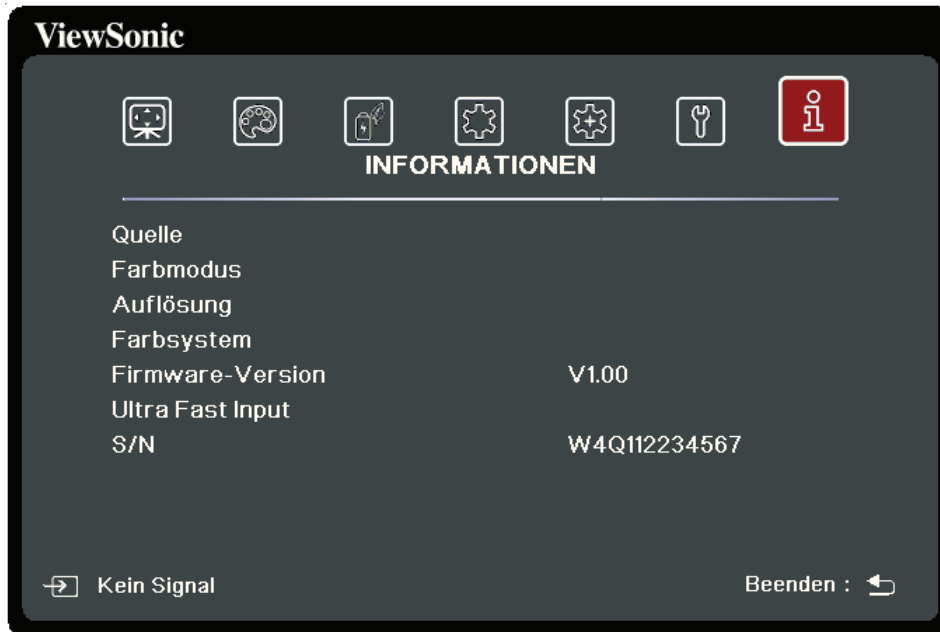 ViewSonic
INFORMATIONEN
Quelle
Farbmodus
Auflösung
Farbsystem
Firmware-Version V1.00
Ultra Fast Input
S/N W4Q112234567
Kein Signal Beenden :